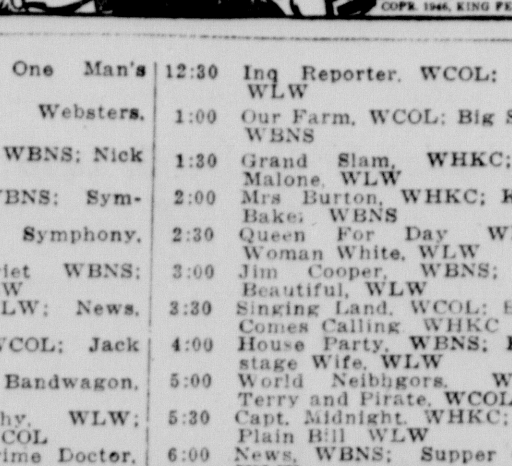 COPR. 1946, KING
One Man's
Websters,
WBNS; Nick
WBNS; Sym-
Symphony,
WBNS;
LW; News,
WCOL; Jack
Bandwagon,
WLW;
COL
Doctor,
12:30 Inq Reporter, WCOL;
WLW
1:00 Our Farm, WCOL; Big
WBNS
1:30 Grand Slam, WHKC;
Malone, WLW
2:00 Mrs Burton, WHKC;
Bake; WBNS
2:30 Queen For Day
Woman White, WLW
3:00 Jim Cooper, WBNS;
Beautiful, WLW
3:30 Singing Land, WCOL;
Comes Calling, WHKC
4:00 House Party, WBNS;
stage Wife, WLW
5:00 World Neibhgors,
Terry and Pirate, WCOL
5:30 Capt. Midnight, WHKC;
Plain Bill WLW
6:00 News, WBNS; Supper